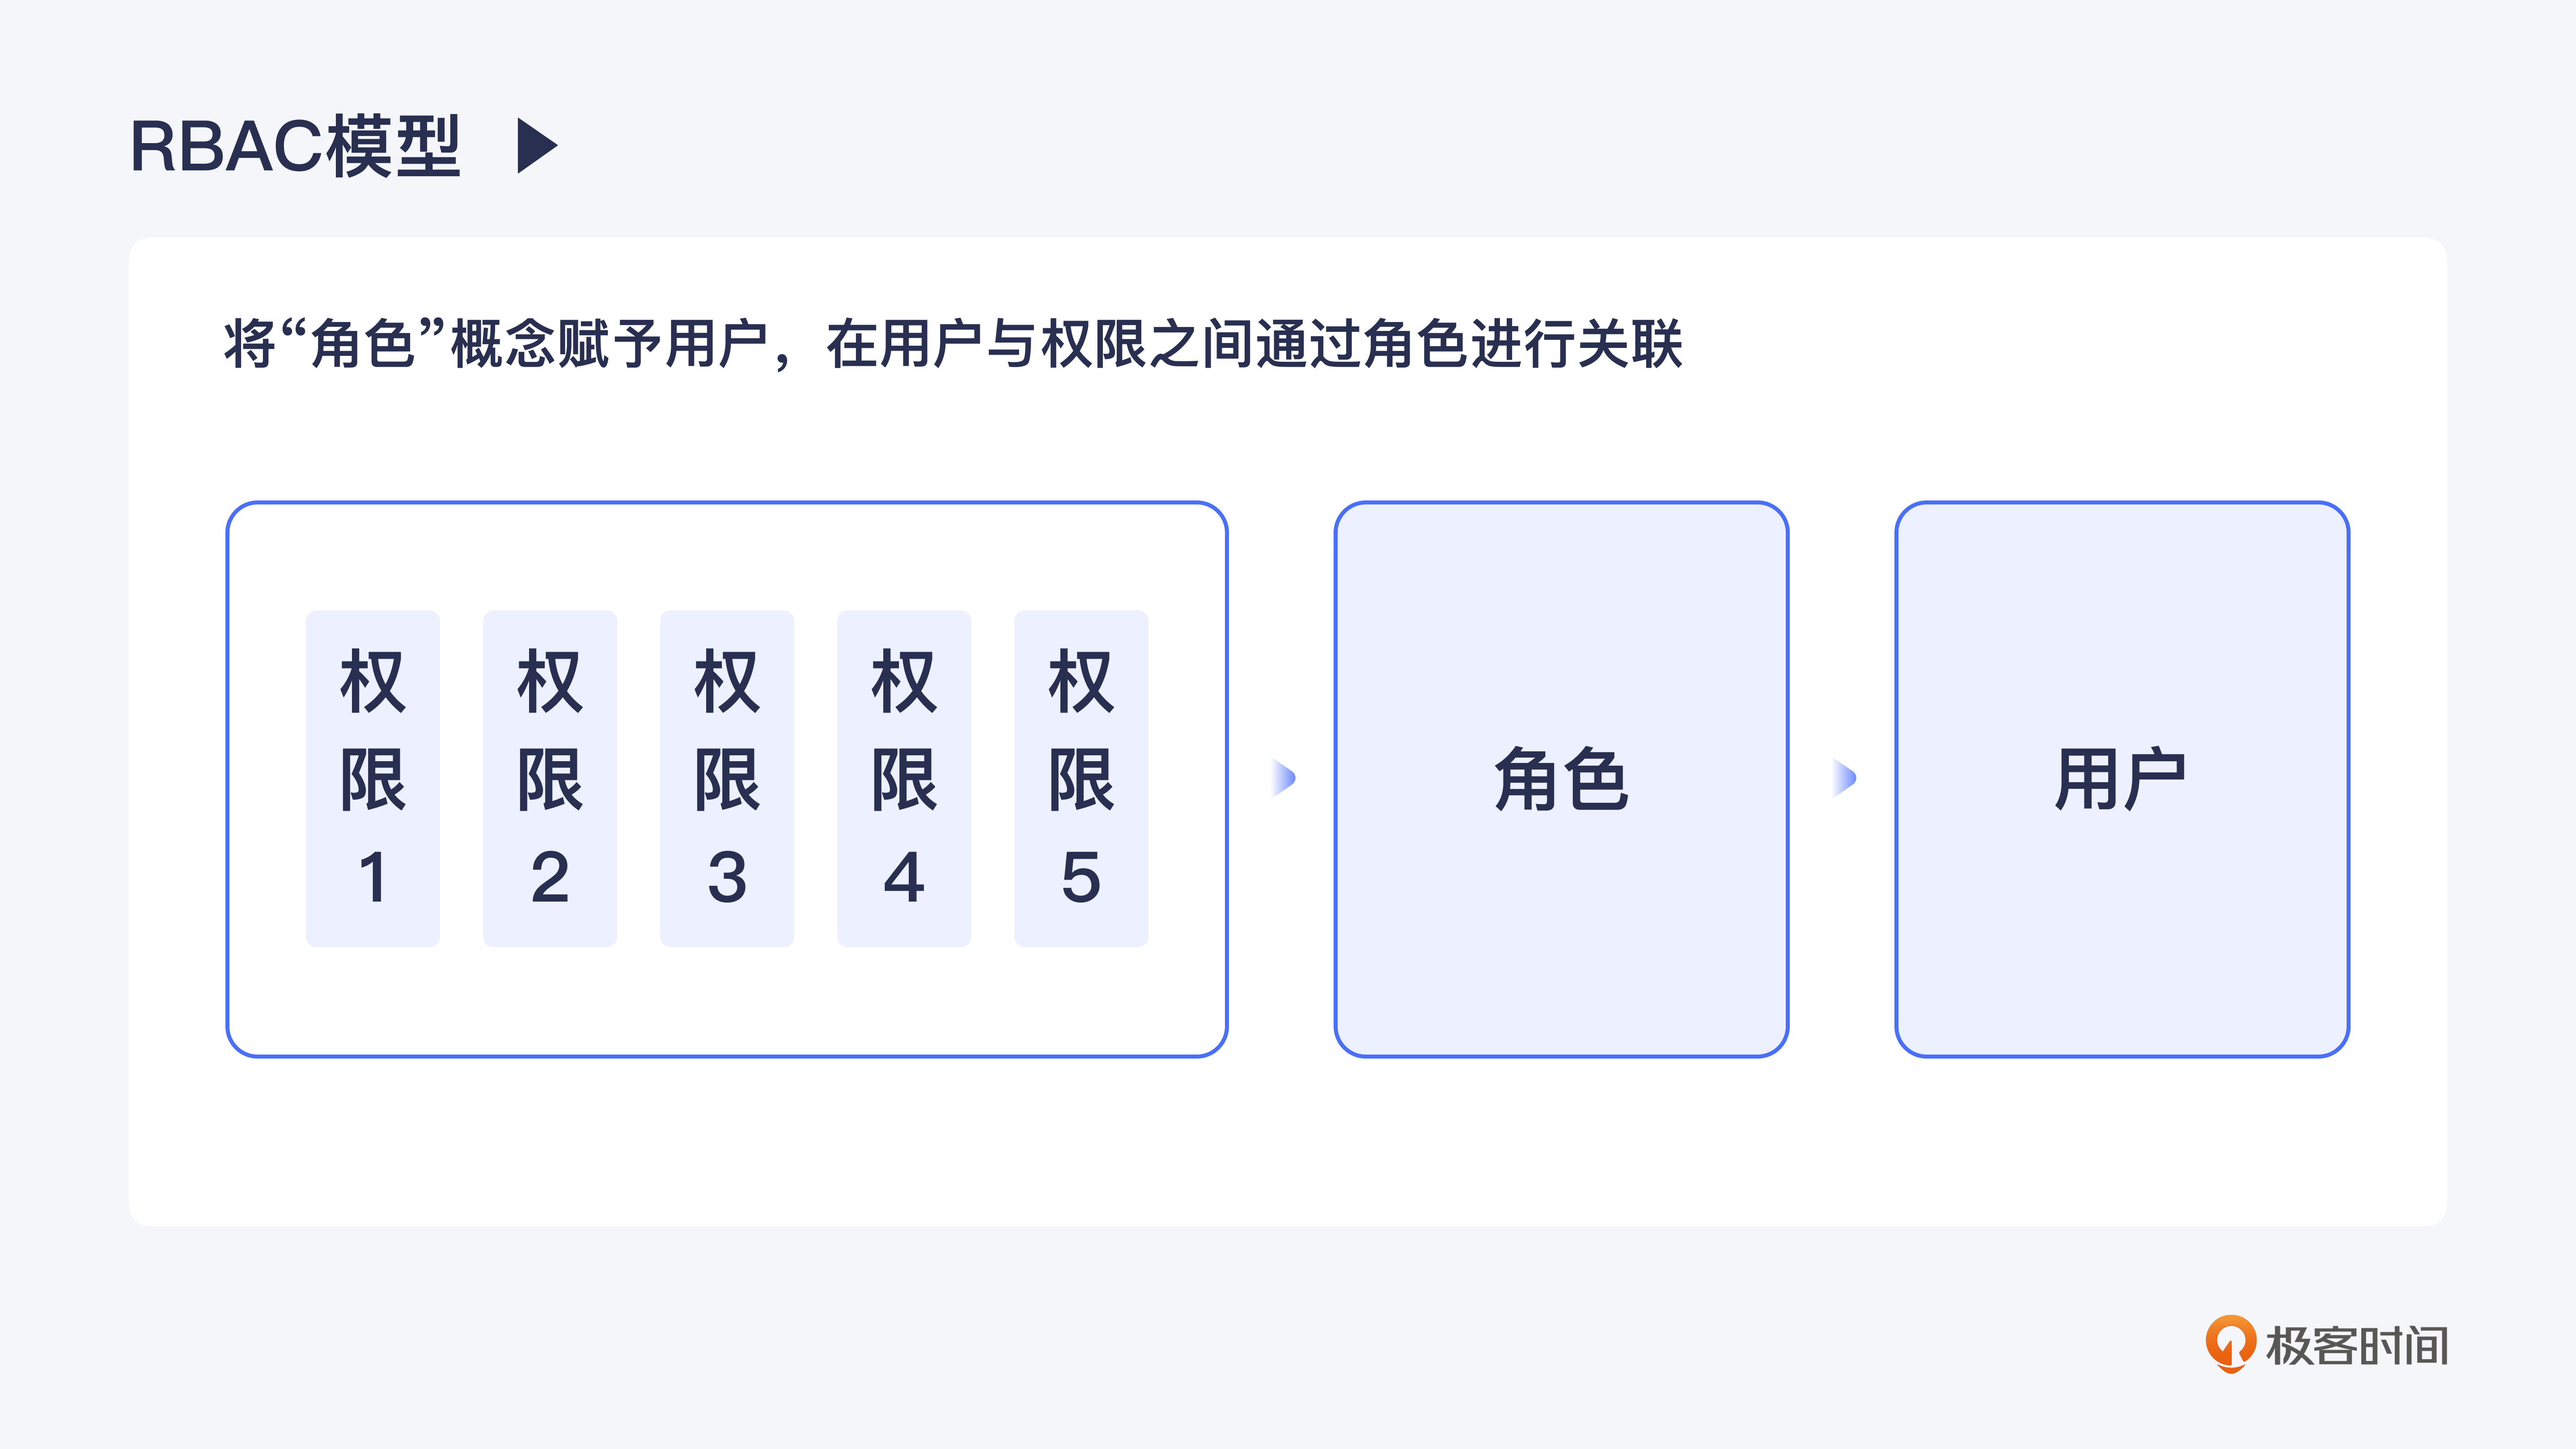 RBAC模型
将“角色”概念赋予用户，在用户与权限之间通过角色进行关联
权限1
权限2
权限3
权限4
权限5
角色
用户
极客时间